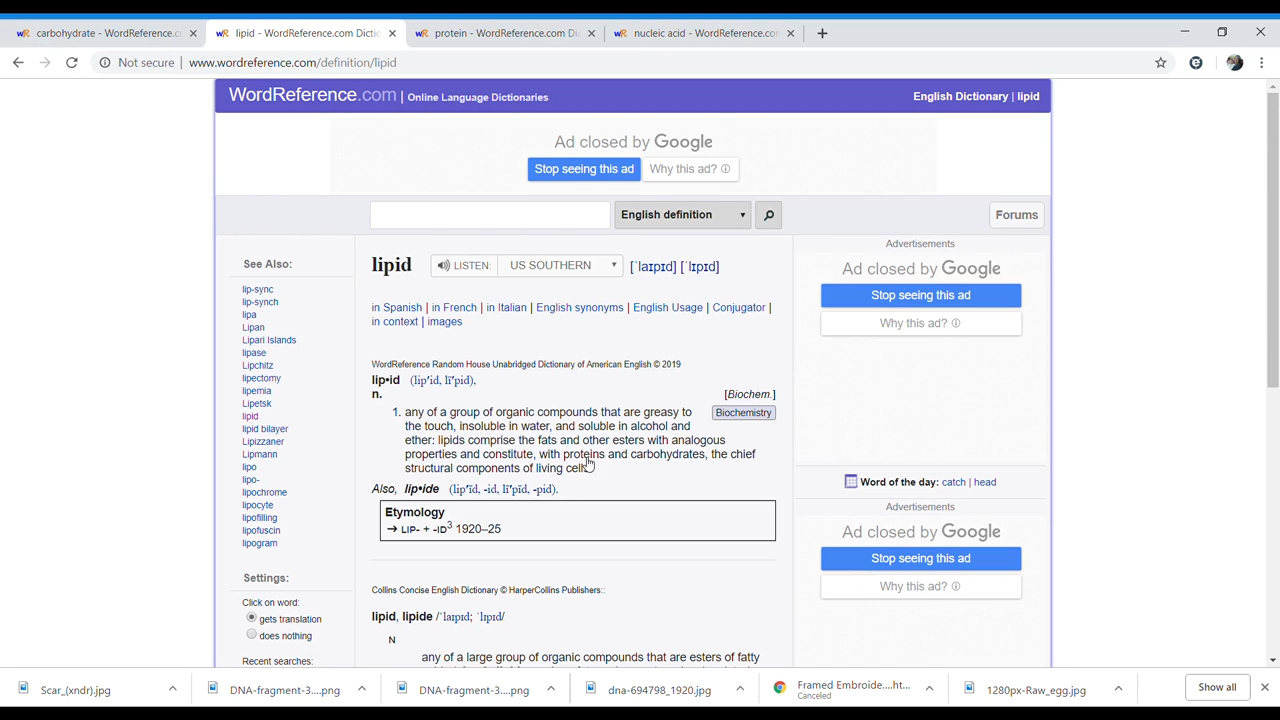 carbohydrate - WordReference.c
lipid - WordReference.com Dictio
protein - WordReference.com Di
nucleic acid - WordReference.co
Not secure | www.wordreference.com/definition/lipid
WordReference.com | Online Language Dictionaries
English Dictionary | lipid
Ad closed by Google
Stop seeing this ad
Why this ad?
English definition
Forums
See Also:
lip-sync
lip-synch
lipa
Lipan
Lipari Islands
lipase
Lipchitz
lipectomy
lipemia
Lipetsk
lipid
lipid bilayer
Lipizzaner
Lipmann
lipo
lipo-
lipochrome
lipocyte
lipofilling
lipofuscin
lipogram
Settings:
Click on word:
gets translation
does nothing
Recent searches:
lipid
LISTEN:
US SOUTHERN
[ˈlaɪpɪd] [ˈlɪpɪd]
in Spanish | in French | in Italian | English synonyms | English Usage | Conjugator |
in context | images
WordReference Random House Unabridged Dictionary of American English © 2019
lip•id (lip′id, lī′pid),
n.
[Biochem.]
Biochemistry
1. any of a group of organic compounds that are greasy to
the touch, insoluble in water, and soluble in alcohol and
ether: lipids comprise the fats and other esters with analogous
properties and constitute, with proteins and carbohydrates, the chief
structural components of living cells
Also, lip•ide (lip′īd, -id, lī′pīd, -pid).
Etymology
→ LIP- + -ID3 1920–25
Collins Concise English Dictionary © HarperCollins Publishers::
lipid, lipide /ˈlaɪpɪd; ˈlɪpɪd/
N
any of a large group of organic compounds that are esters of fatty
Advertisements
Ad closed by Google
Stop seeing this ad
Why this ad?
Word of the day: catch | head
Advertisements
Ad closed by Google
Stop seeing this ad
Why this ad?
Scar_(xndr).jpg
DNA-fragment-3....png
DNA-fragment-3....png
dna-694798_1920.jpg
Framed Embroide....ht...
Canceled
1280px-Raw_egg.jpg
Show all